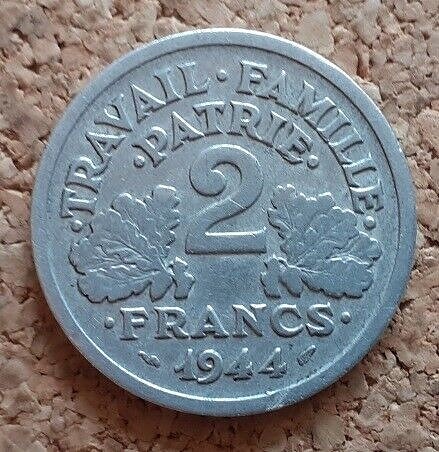 TRAVAIL · FAMILLE ·
· PATRIE ·
2
· FRANCS ·
1944